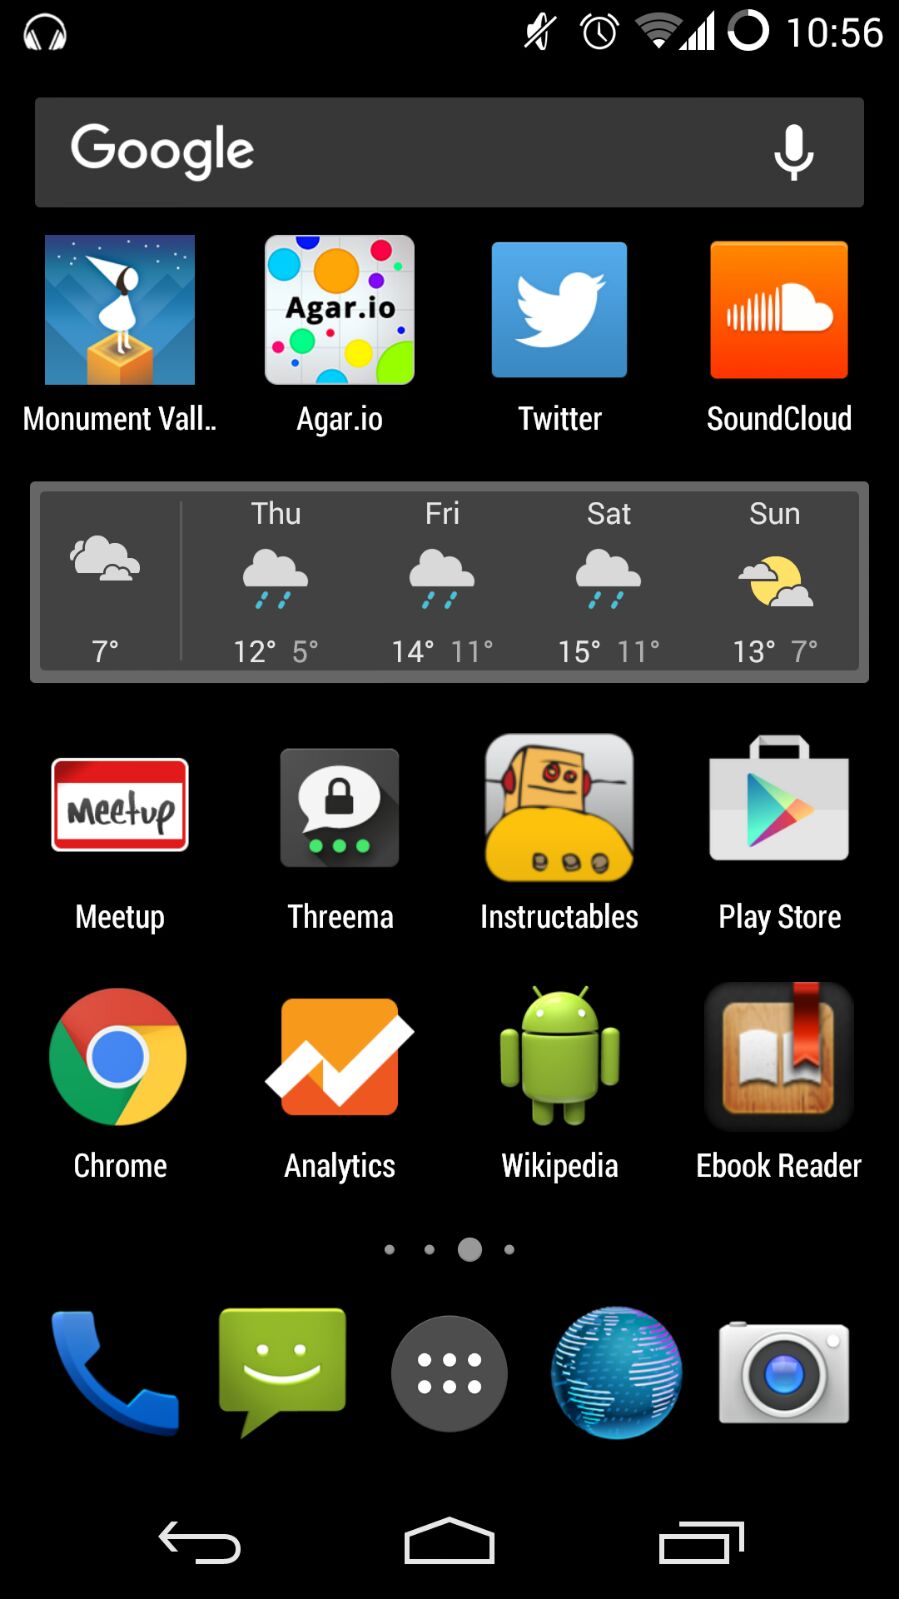 10:56
Google
Agar.io
Monument Vall..
Agar.io
Twitter
SoundCloud
Thu Fri Sat Sun
7° 12° 5° 14° 11° 15° 11° 13° 7°
Meetup
Meetup
Threema
Instructables
Play Store
Chrome
Analytics
Wikipedia
Ebook Reader